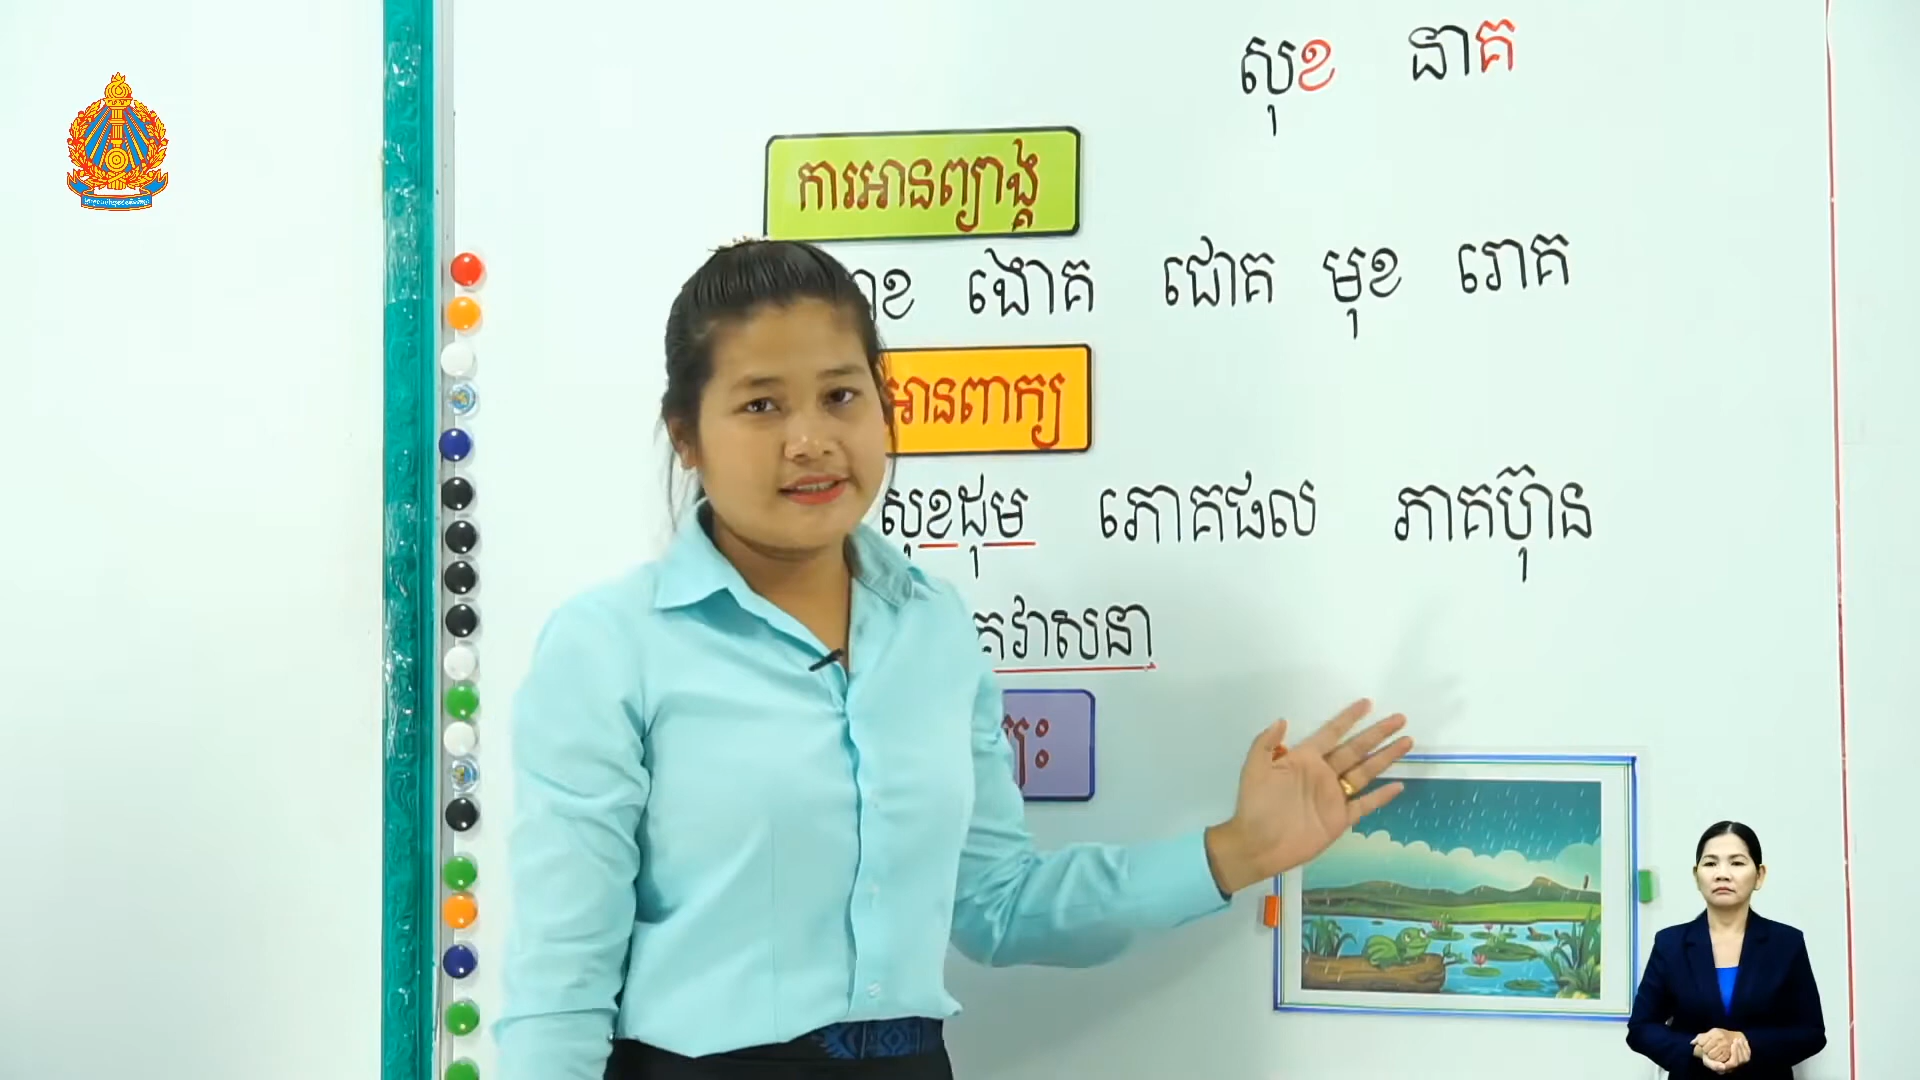 សុខ នាគ
ការអានព្យាង្គ
ងោគ ជោគ មុខ រោគ
អានពាក្យ
សុខដុម ភោគផល ភាគហ៊ុន
គវាសនា